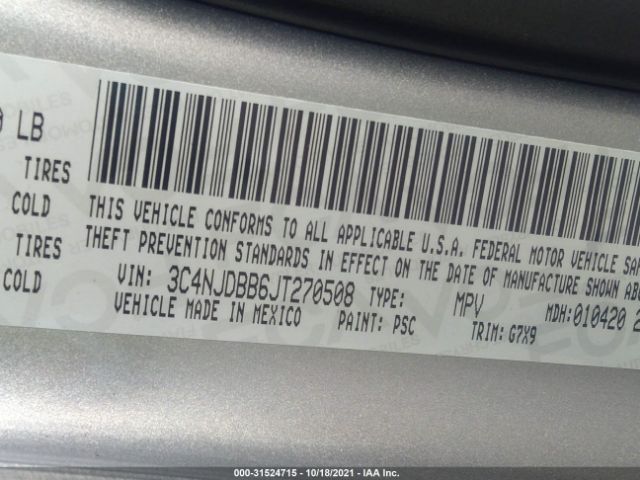 LB
TIRES
COLD
TIRES
COLD
THIS VEHICLE CONFORMS TO ALL APPLICABLE U.S.A. FEDERAL MOTOR VEHICLE
THEFT PREVENTION STANDARDS IN EFFECT ON THE DATE OF MANUFACTURE SHOWN
VIN: 3C4NJDBB6JT270508 TYPE: MPV MDH:010420
VEHICLE MADE IN MEXICO PAINT: PSC TRIM: G7X9
000-31524715 - 10/18/2021 - IAA Inc.